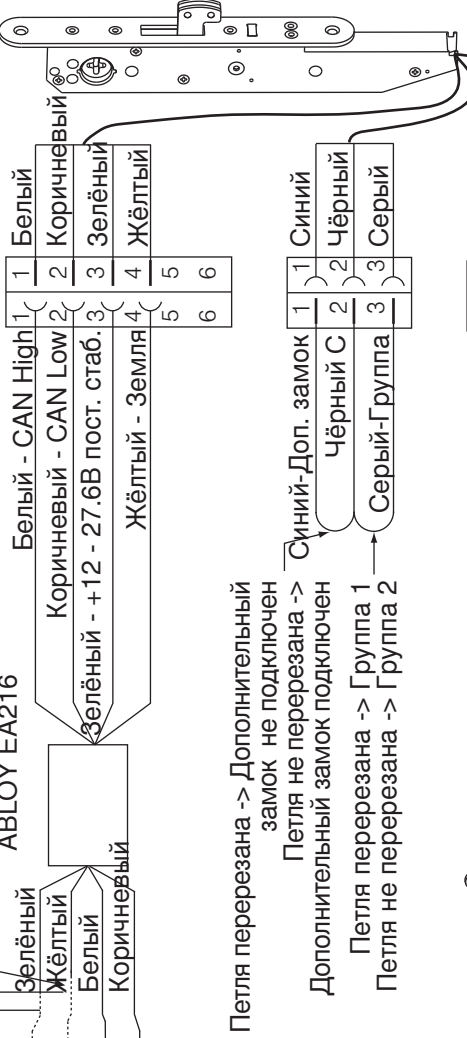 ABLOY EA216
Зелёный
Жёлтый
Белый
Коричневый
Белый - CAN High
Коричневый - CAN Low
Зелёный - +12 - 27.6В пост. стаб.
Жёлтый - Земля
1 1
2 2
3 3
4 4
5 5
6 6
Белый
Коричневый
Зелёный
Жёлтый
Петля перерезана -> Дополнительный
замок не подключен
Петля не перерезана ->
Дополнительный замок подключен
Петля перерезана -> Группа 1
Петля не перерезана -> Группа 2
Синий-Доп. замок
Чёрный С
Серый-Группа
1 1
2 2
3 3
Синий
Чёрный
Серый